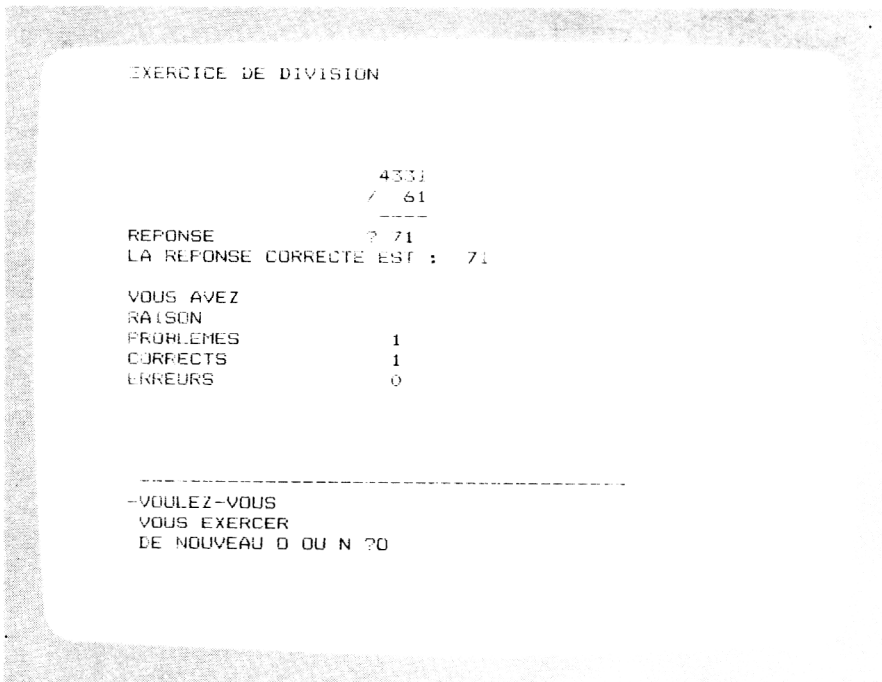 EXERCICE DE DIVISION
4331
/ 61
----
REPONSE ? 71
LA REPONSE CORRECTE EST : 71
VOUS AVEZ
RAISON
PROBLEMES 1
CORRECTS 1
ERREURS 0
-VOULEZ-VOUS
VOUS EXERCER
DE NOUVEAU O OU N ?O